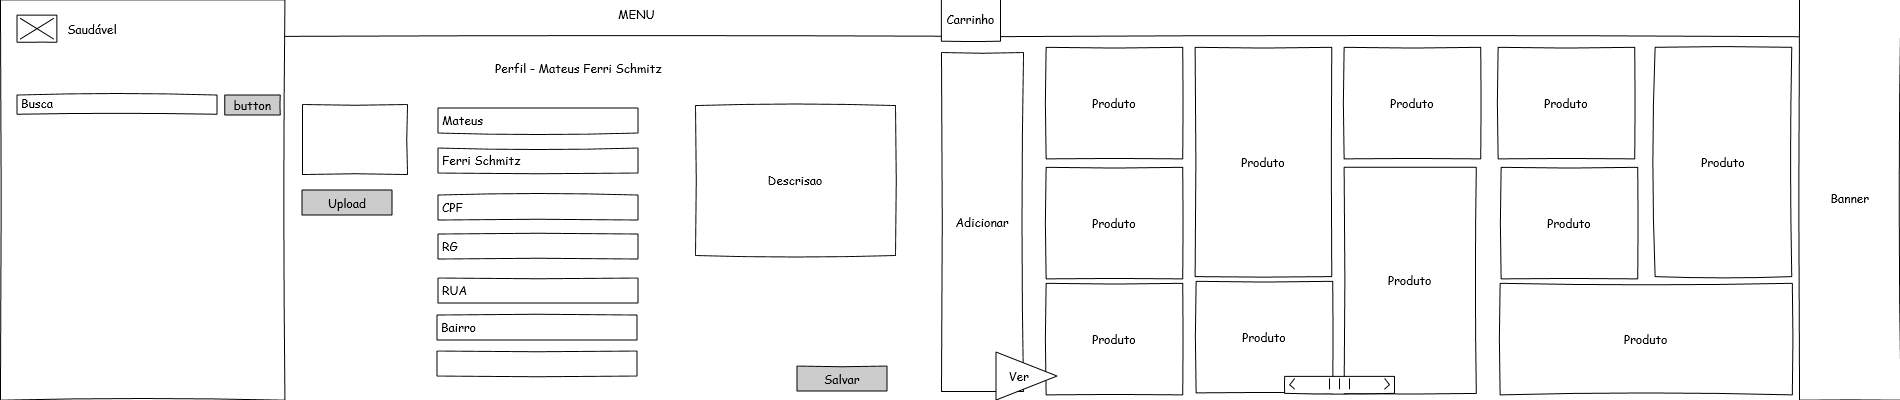 MENU
Carrinho
Saudável
Busca
button
Perfil - Mateus Ferri Schmitz
Upload
Mateus
Ferri Schmitz
CPF
RG
RUA
Bairro
Descrisao
Salvar
Adicionar
Ver
Produto
Produto
Produto
Produto
Produto
Produto
Produto
Produto
Produto
Produto
Produto
Banner